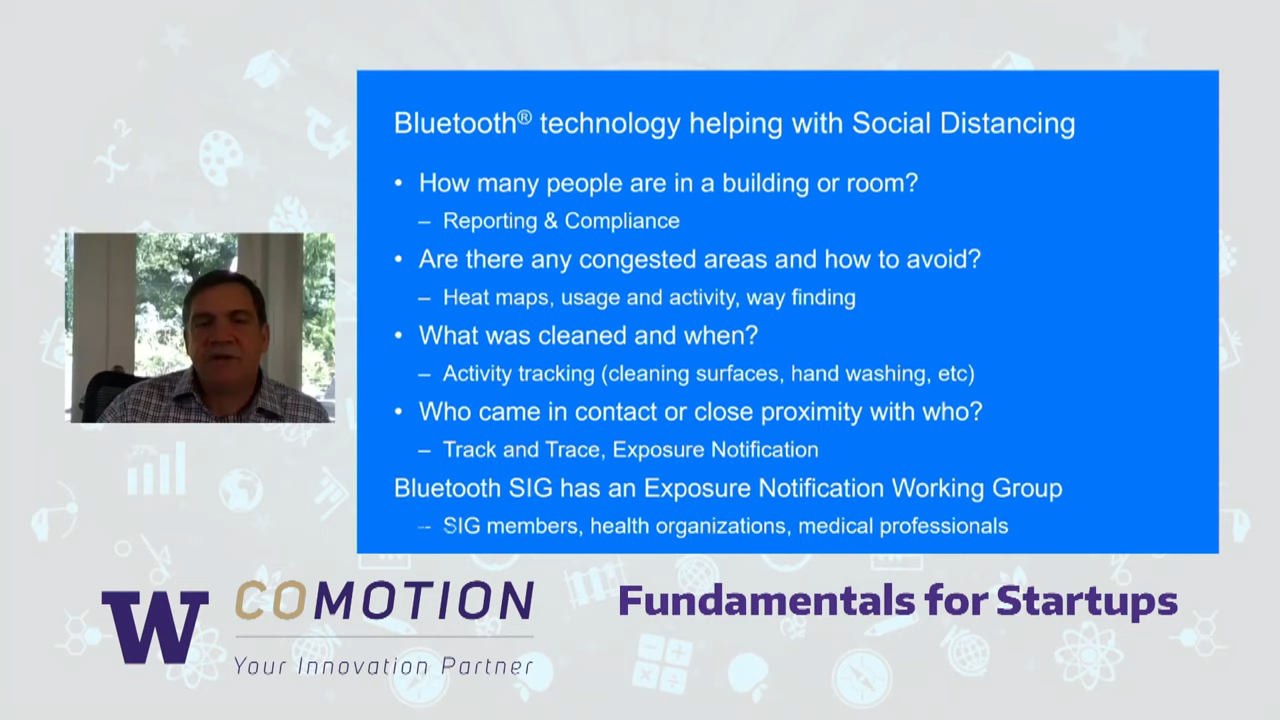 Bluetooth® technology helping with Social Distancing
• How many people are in a building or room?
– Reporting & Compliance
• Are there any congested areas and how to avoid?
– Heat maps, usage and activity, way finding
• What was cleaned and when?
– Activity tracking (cleaning surfaces, hand washing, etc)
• Who came in contact or close proximity with who?
– Track and Trace, Exposure Notification
Bluetooth SIG has an Exposure Notification Working Group
– SIG members, health organizations, medical professionals
W COMOTION
Your Innovation Partner
Fundamentals for Startups